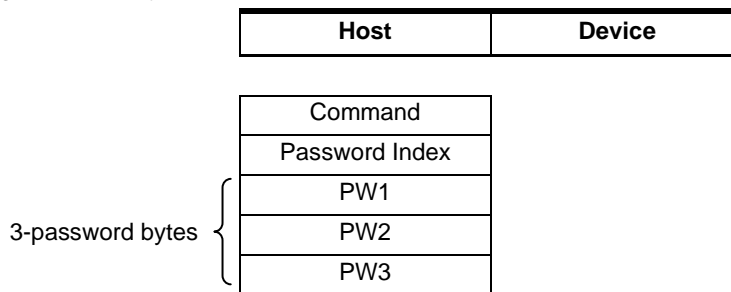 Host Device
Command
Password Index
PW1
3-password bytes PW2
PW3